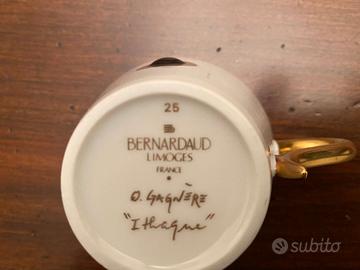 25
BERNARDAUD
LIMOGES
FRANCE
O. GAGNÈRE
"Ithaque"
subito